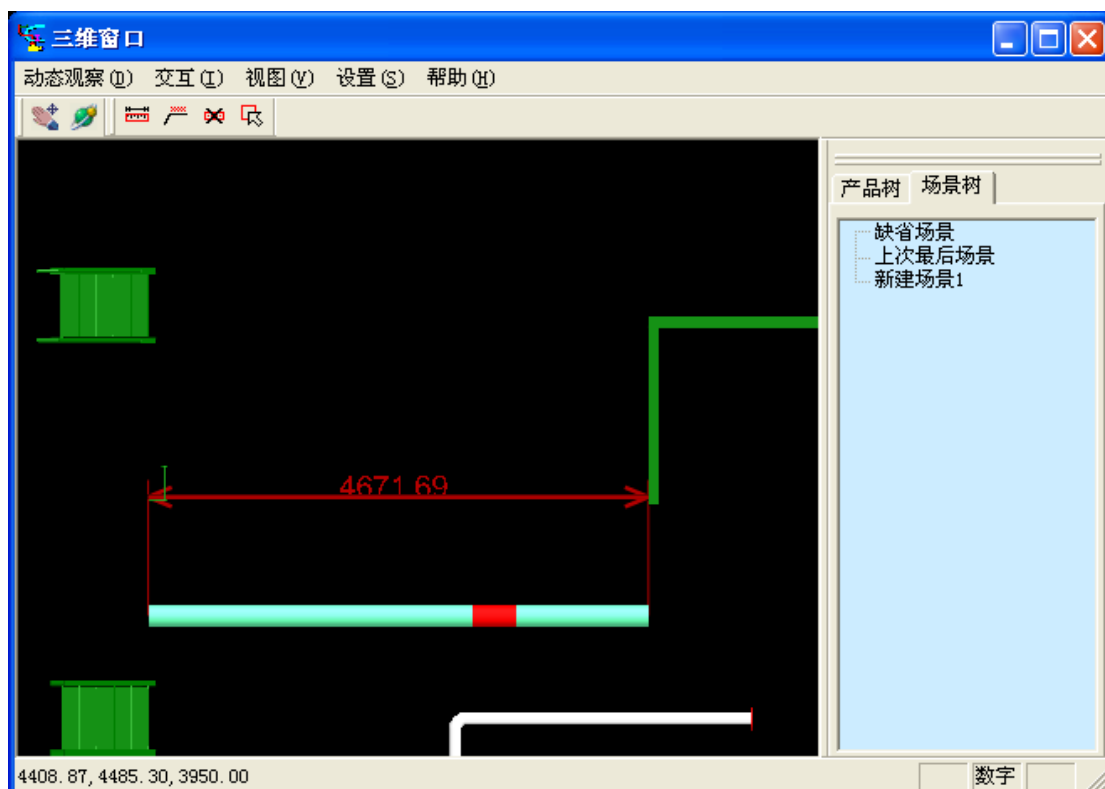 三维窗口
动态观察(D) 交互(I) 视图(V) 设置(S) 帮助(H)
产品树 场景树
缺省场景
上次最后场景
新建场景1
4671.69
4408.87, 4485.30, 3950.00 数字